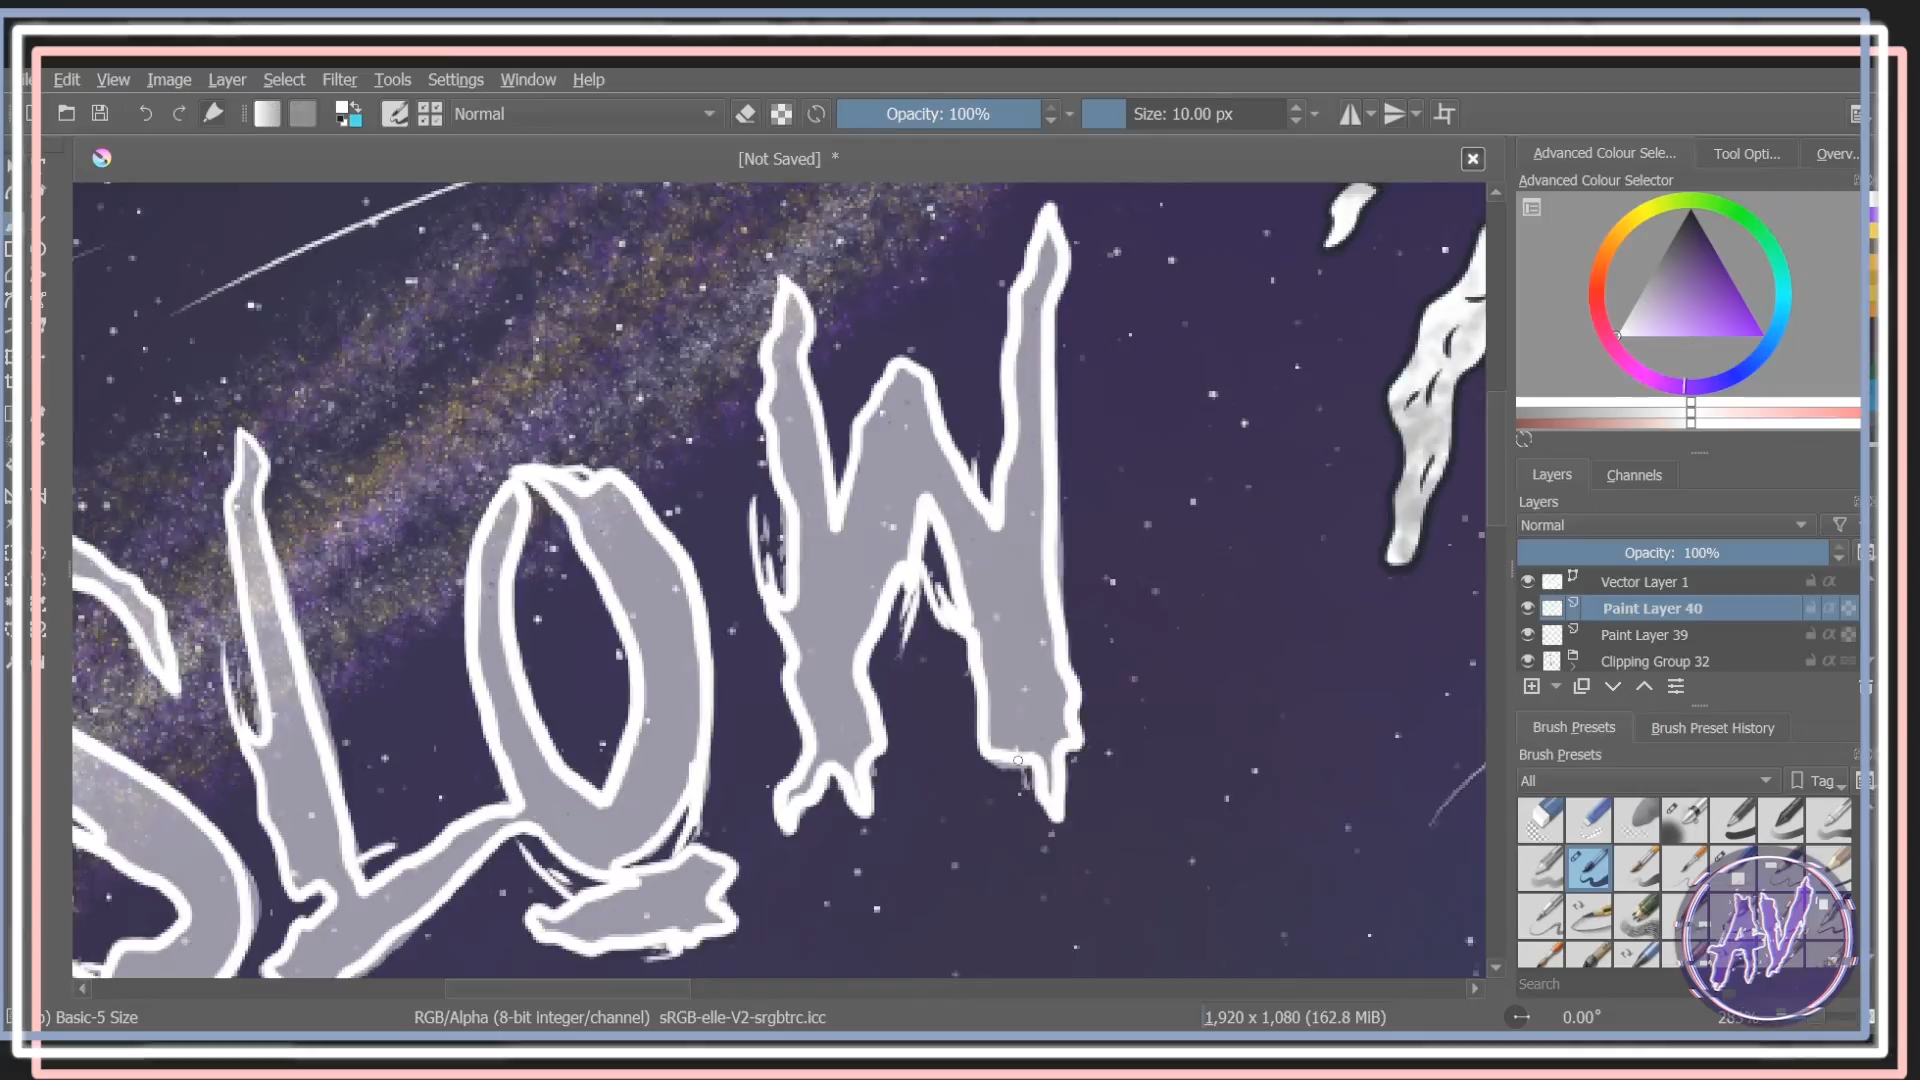 Edit View Image Layer Select Filter Tools Settings Window Help
Normal Opacity: 100% Size: 10.00 px
[Not Saved] *
Advanced Colour Sele... Tool Opti... Overv...
Advanced Colour Selector
SLOW
Layers Channels
Layers
Normal
Opacity: 100%
Vector Layer 1
Paint Layer 40
Paint Layer 39
Clipping Group 32
Brush Presets Brush Preset History
Brush Presets
All Tag
AV
Search
) Basic-5 Size RGB/Alpha (8-bit integer/channel) sRGB-elle-V2-srgbtrc.icc 1,920 x 1,080 (162.8 MiB) 0.00°